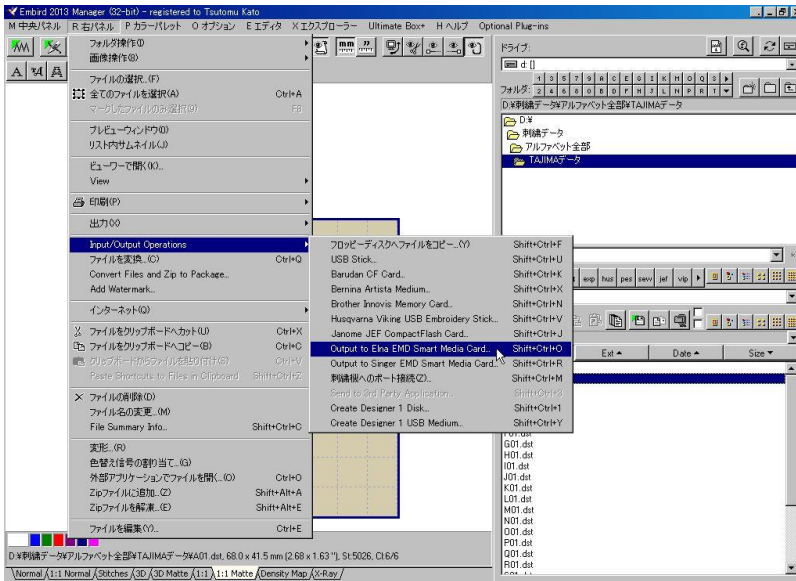 Embird 2013 Manager (32-bit) - registered to Tsutomu Kato
M 中央パネル R 右パネル P カラーパレット O オプション E エディタ X エクスプローラー Ultimate Box+ H ヘルプ Optional Plug-ins
フォルダ操作(I)
画像操作(B)
ファイルの選択...(F)
全てのファイルを選択(A) Ctrl+A
マークしたファイルのみ選択(9) F8
プレビューウィンドウ(0)
リスト内サムネイル(J)
ビューワーで開く(K)...
View
印刷(P)
出力(X)
Input/Output Operations
ファイルを変換...(C) Ctrl+Q
Convert Files and Zip to Package...
Add Watermark...
インターネット(Q)
ファイルをクリップボードへカット(U) Ctrl+X
ファイルをクリップボードへコピー(B) Ctrl+C
クリップボードからファイルを貼り付け(S) Ctrl+V
Paste Shortcuts to Files in Clipboard Shift+Ctrl+Z
ファイルの削除(D)
ファイル名の変更...(M)
File Summary Info... Shift+Ctrl+C
変形...(R)
色替え信号の割り当て...(G)
外部アプリケーションでファイルを開く...(O) Ctrl+O
Zipファイルに追加...(Z) Shift+Alt+A
Zipファイルを解凍...(E) Shift+Alt+E
ファイルを編集(Y)... Ctrl+E
フロッピーディスクへファイルをコピー...(Y) Shift+Ctrl+F
USB Stick... Shift+Ctrl+U
Barudan CF Card... Shift+Ctrl+K
Bernina Artista Medium... Shift+Ctrl+X
Brother Innovis Memory Card... Shift+Ctrl+N
Husqvarna Viking USB Embroidery Stick... Shift+Ctrl+V
Janome JEF CompactFlash Card... Shift+Ctrl+J
Output to Elna EMD Smart Media Card... Shift+Ctrl+O
Output to Singer EMD Smart Media Card... Shift+Ctrl+R
刺繍機へのポート接続(Z)... Shift+Ctrl+M
Send to 3rd Party Application... Shift+Ctrl+3
Create Designer 1 Disk... Shift+Ctrl+1
Create Designer 1 USB Medium... Shift+Ctrl+Y
mm
ドライブ:
d: []
フォルダ:
D:¥刺繍データ¥アルファベット全部¥TAJIMAデータ
D:¥
刺繍データ
アルファベット全部
TAJIMAデータ
exp hus pes sew jef vip
Ext Date Size
G01.dst
H01.dst
I01.dst
J01.dst
K01.dst
L01.dst
M01.dst
N01.dst
O01.dst
P01.dst
Q01.dst
R01.dst
D:¥刺繍データ¥アルファベット全部¥TAJIMAデータ¥A01.dst, 68.0 x 41.5 mm (2.68 x 1.63 "), St:5026, Cl:6/6
Normal 1:1 Normal Stitches 3D 3D Matte 1:1 1:1 Matte Density Map X-Ray